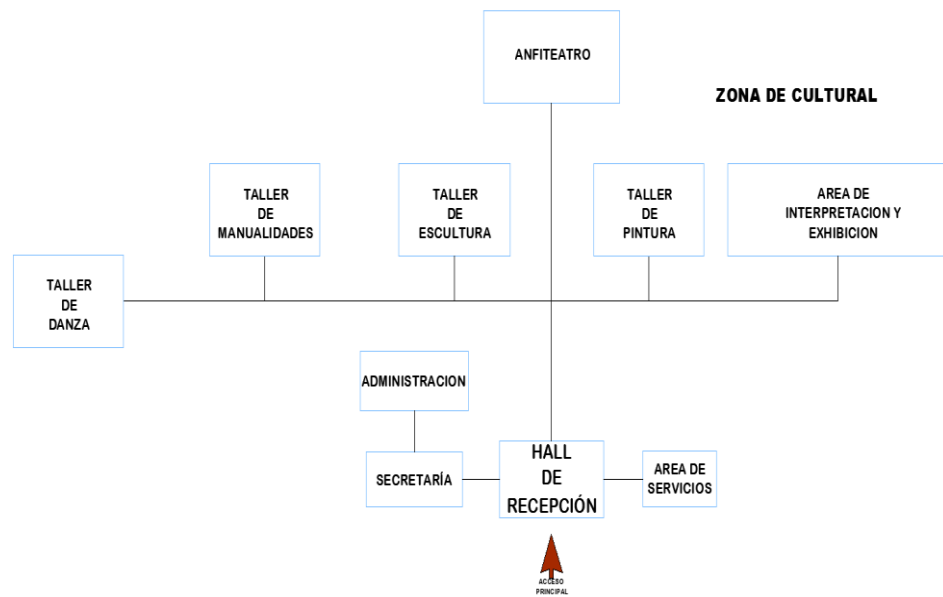 ANFITEATRO
ZONA DE CULTURAL
TALLER
DE
MANUALIDADES
TALLER
DE
ESCULTURA
TALLER
DE
PINTURA
AREA DE
INTERPRETACION Y
EXHIBICION
TALLER
DE
DANZA
ADMINISTRACION
SECRETARÍA
HALL
DE
RECEPCIÓN
AREA DE
SERVICIOS
ACCESO
PRINCIPAL